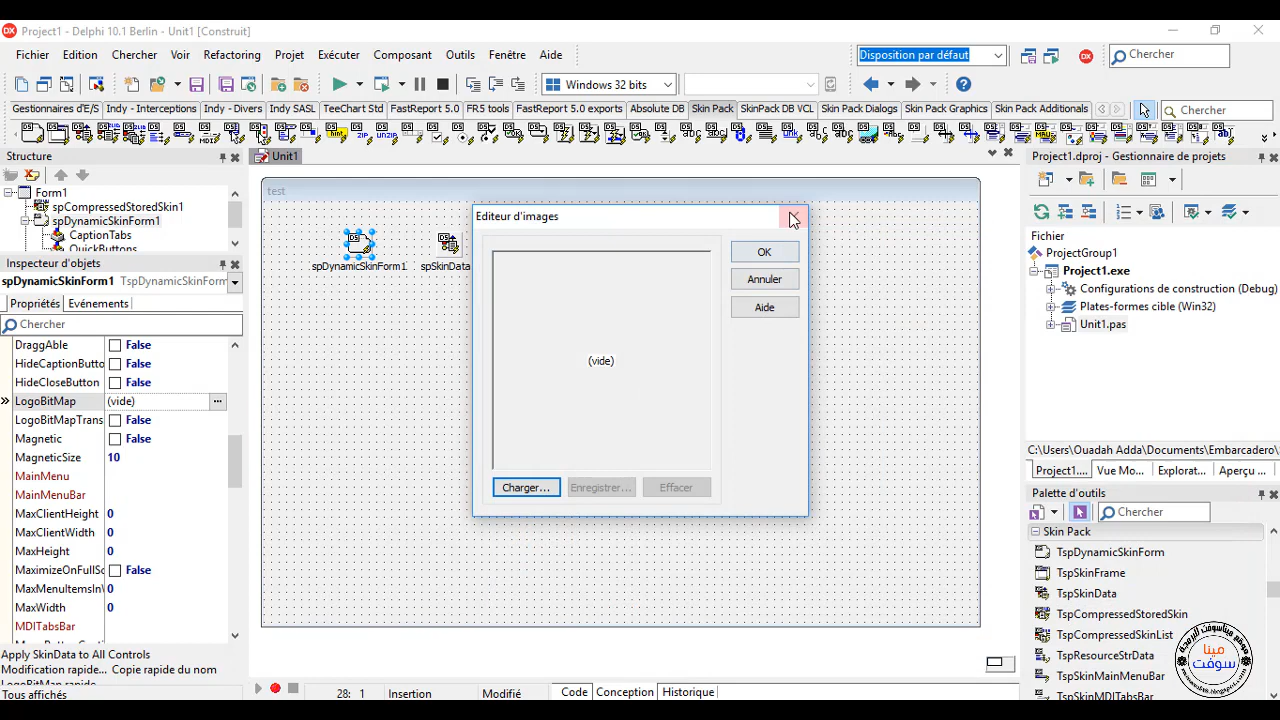 Project1 - Delphi 10.1 Berlin - Unit1 [Construit]
Fichier Edition Chercher Voir Refactoring Projet Exécuter Composant Outils Fenêtre Aide
Disposition par défaut
Chercher
Windows 32 bits
Gestionnaires d'E/S Indy - Interceptions Indy - Divers Indy SASL TeeChart Std FastReport 5.0 FR5 tools FastReport 5.0 exports Absolute DB Skin Pack SkinPack DB VCL Skin Pack Dialogs Skin Pack Graphics Skin Pack Additionals
Chercher
Structure
Form1
spCompressedStoredSkin1
spDynamicSkinForm1
CaptionTabs
QuickButtons
Inspecteur d'objets
spDynamicSkinForm1 TspDynamicSkinForm
Propriétés Evénements
Chercher
DraggAble False
HideCaptionButto False
HideCloseButton False
LogoBitMap (vide) ...
LogoBitMapTrans False
Magnetic False
MagneticSize 10
MainMenu
MainMenuBar
MaxClientHeight 0
MaxClientWidth 0
MaxHeight 0
MaximizeOnFullSc False
MaxMenuItemsInW 0
MaxWidth 0
MDITabsBar
Apply SkinData to All Controls
Modification rapide... Copie rapide du nom
Tous affichés
Unit1
test
spDynamicSkinForm1
spSkinData
Editeur d'images
(vide)
OK
Annuler
Aide
Charger... Enregistrer... Effacer
28: 1 Insertion Modifié Code Conception Historique
Project1.dproj - Gestionnaire de projets
Fichier
ProjectGroup1
Project1.exe
Configurations de construction (Debug)
Plates-formes cible (Win32)
Unit1.pas
C:\Users\Ouadah Adda\Documents\Embarcadero\
Project1.... Vue Mo... Explorat... Aperçu ...
Palette d'outils
Chercher
Skin Pack
TspDynamicSkinForm
TspSkinFrame
TspSkinData
TspCompressedStoredSkin
TspCompressedSkinList
TspResourceStrData
TspSkinMainMenuBar
TspSkinMDITabsBar
مينا
سوفت